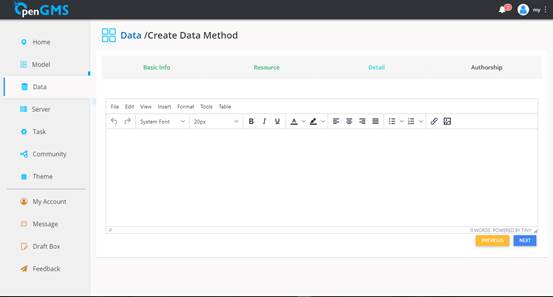 OpenGMS
my
Home
Data /Create Data Method
Model
Basic Info Resource Detail Authorship
Data
File Edit View Insert Format Tools Table
Server
System Font 20px B I U A
Task
Community
Theme
My Account
Message
P 0 WORDS POWERED BY TINY
PREVIOUS NEXT
Draft Box
Feedback